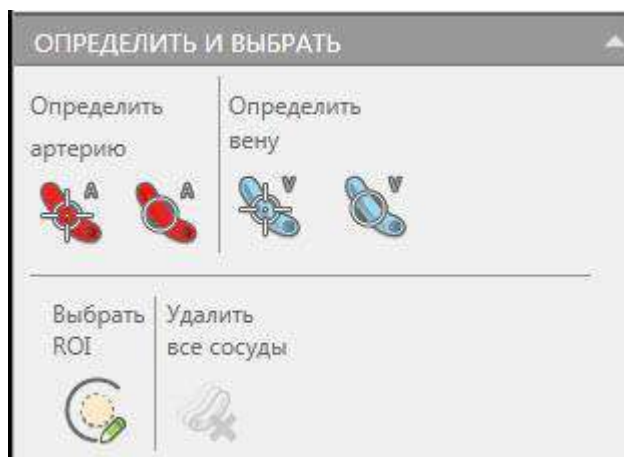 ОПРЕДЕЛИТЬ И ВЫБРАТЬ
Определить
артерию
A
A
Определить
вену
V
V
Выбрать
ROI
Удалить
все сосуды